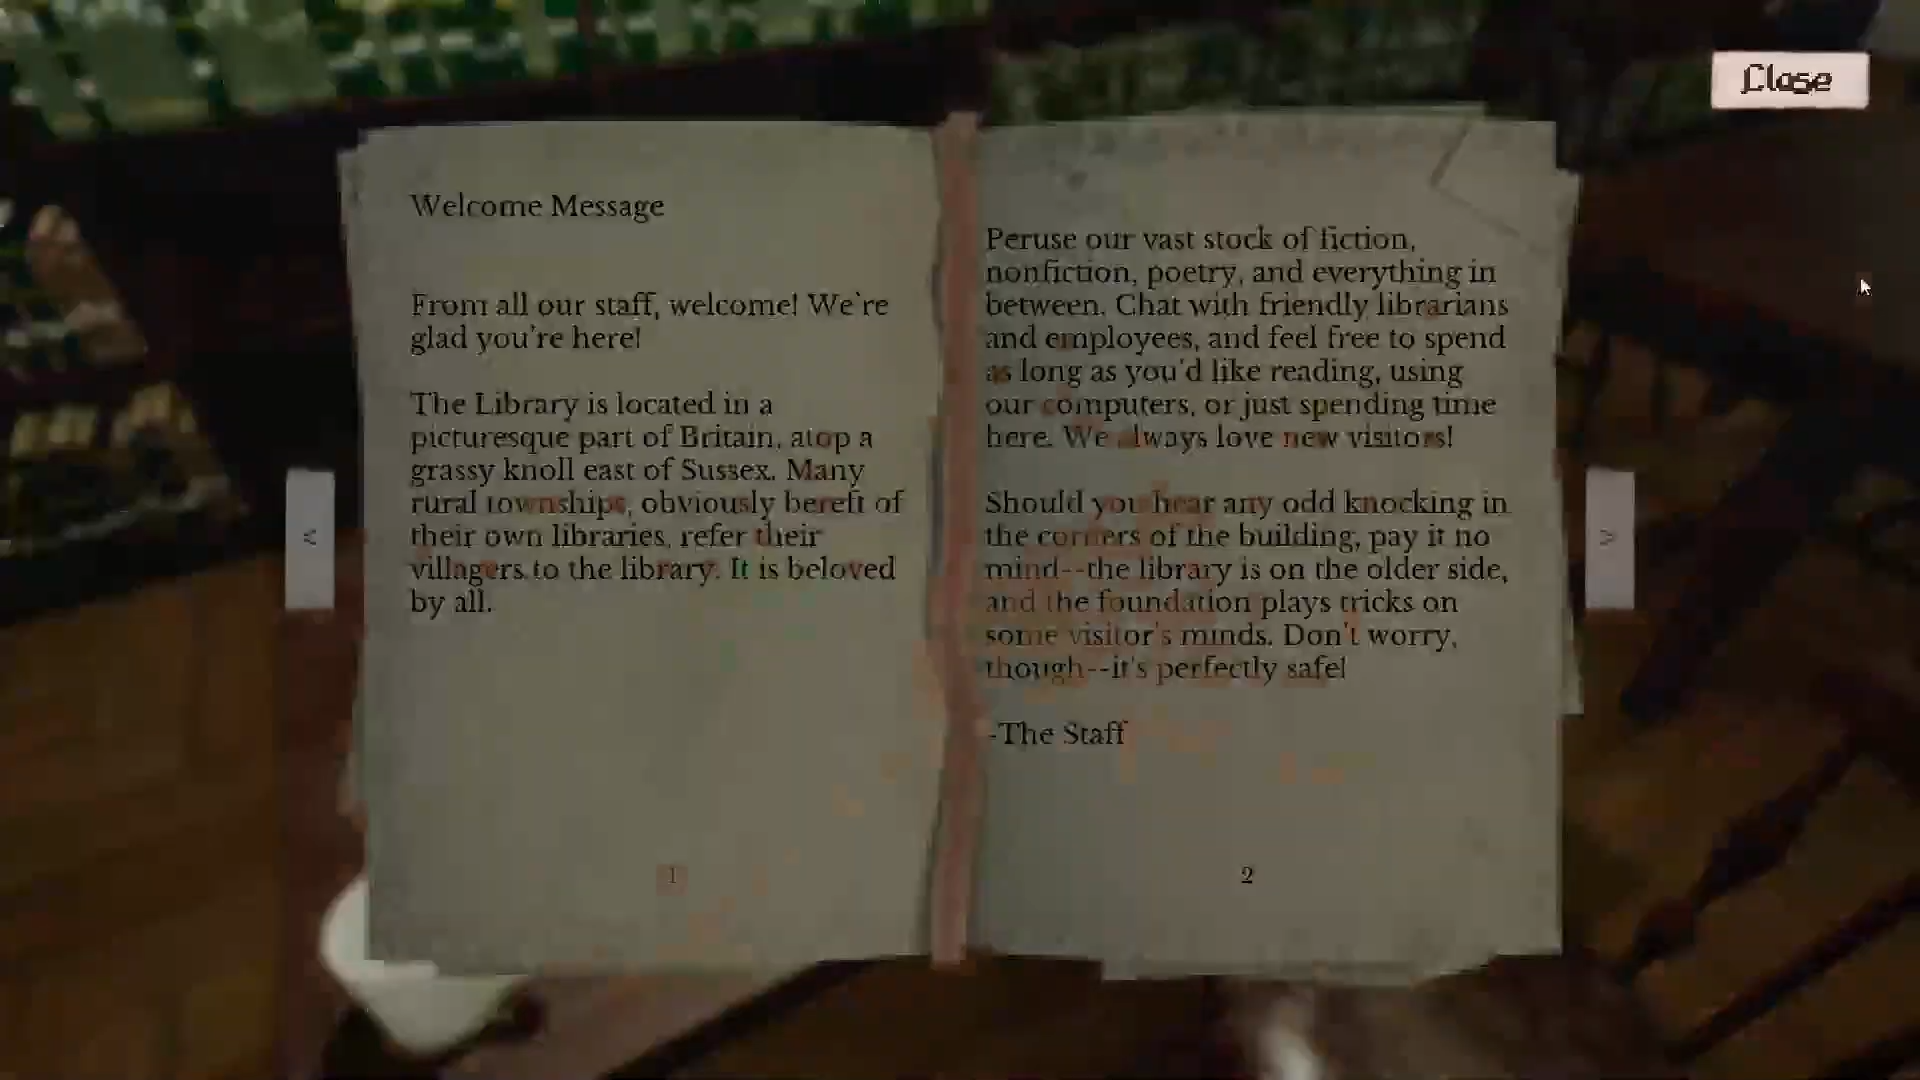 Close
Welcome Message
From all our staff, welcome! We're
glad you're here!
The Library is located in a
picturesque part of Britain, atop a
grassy knoll east of Sussex. Many
rural townships, obviously bereft of
their own libraries, refer their
villagers to the library. It is beloved
by all.
1
Peruse our vast stock of fiction,
nonfiction, poetry, and everything in
between. Chat with friendly librarians
and employees, and feel free to spend
as long as you'd like reading, using
our computers, or just spending time
here. We always love new visitors!
Should you hear any odd knocking in
the corners of the building, pay it no
mind--the library is on the older side,
and the foundation plays tricks on
some visitor's minds. Don't worry,
though--it's perfectly safe!
-The Staff
2
<
>